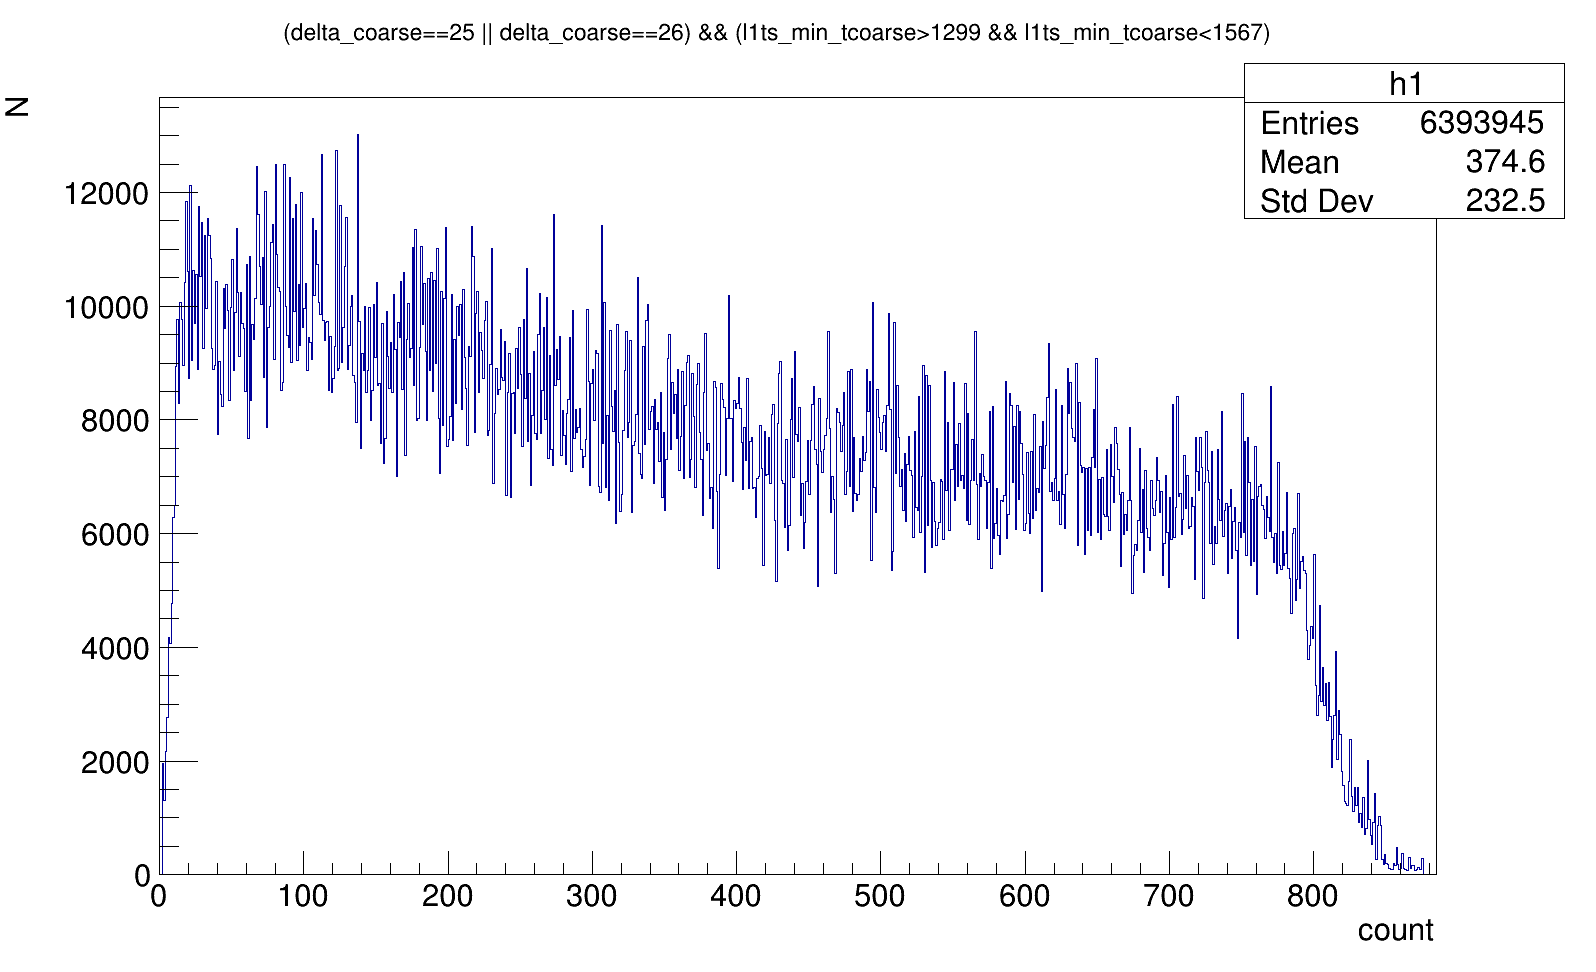 (delta_coarse==25 || delta_coarse==26) && (l1ts_min_tcoarse>1299 && l1ts_min_tcoarse<1567)
h1
Entries 6393945
Mean 374.6
Std Dev 232.5
N
12000
10000
8000
6000
4000
2000
0
0 100 200 300 400 500 600 700 800
count